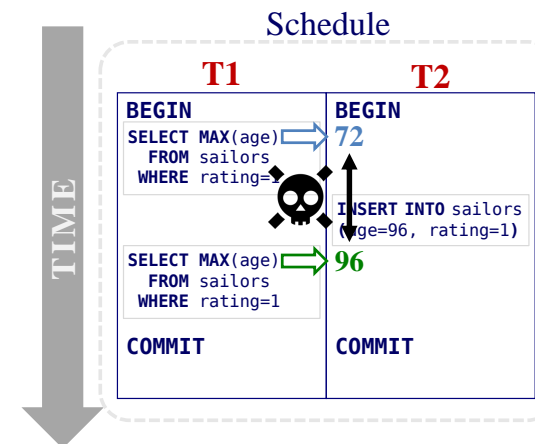 Schedule
TIME
T1
T2
BEGIN
SELECT MAX(age)
FROM sailors
WHERE rating=1
SELECT MAX(age)
FROM sailors
WHERE rating=1
COMMIT
BEGIN
72
INSERT INTO sailors
(age=96, rating=1)
96
COMMIT